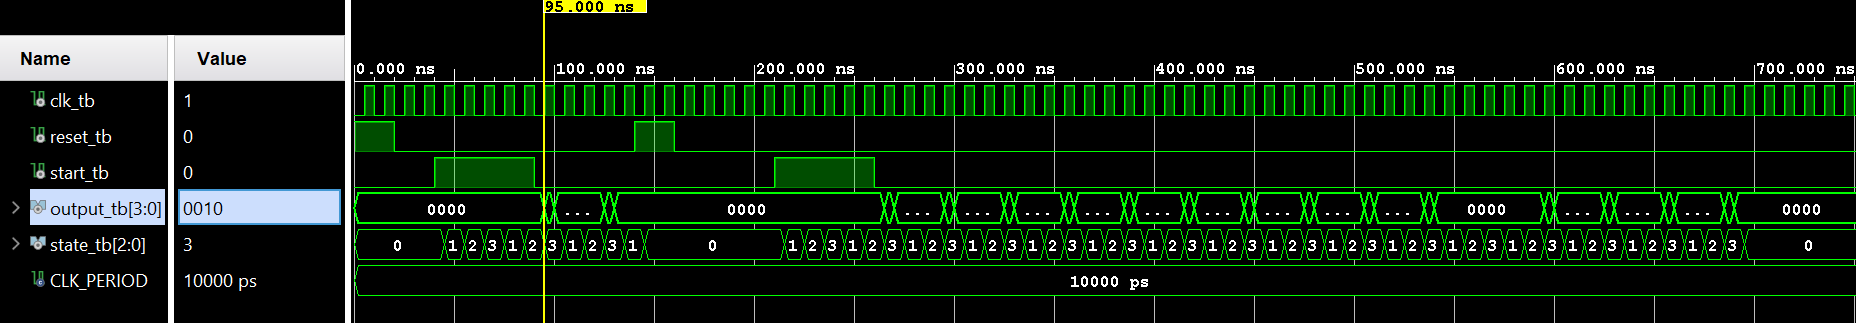 95.000 ns
Name Value
0.000 ns 100.000 ns 200.000 ns 300.000 ns 400.000 ns 500.000 ns 600.000 ns 700.000 ns
clk_tb 1
reset_tb 0
start_tb 0
output_tb[3:0] 0010 0000 ... 0000 ... ... ... ... ... ... ... ... ... 0000 ... ... ... 0000
state_tb[2:0] 3 0 1 2 3 1 2 3 1 2 3 1 0 1 2 3 1 2 3 1 2 3 1 2 3 1 2 3 1 2 3 1 2 3 1 2 3 1 2 3 1 2 3 1 2 3 1 2 3 1 2 3 1 2 3 1 2 3 1 2 3 0
CLK_PERIOD 10000 ps 10000 ps